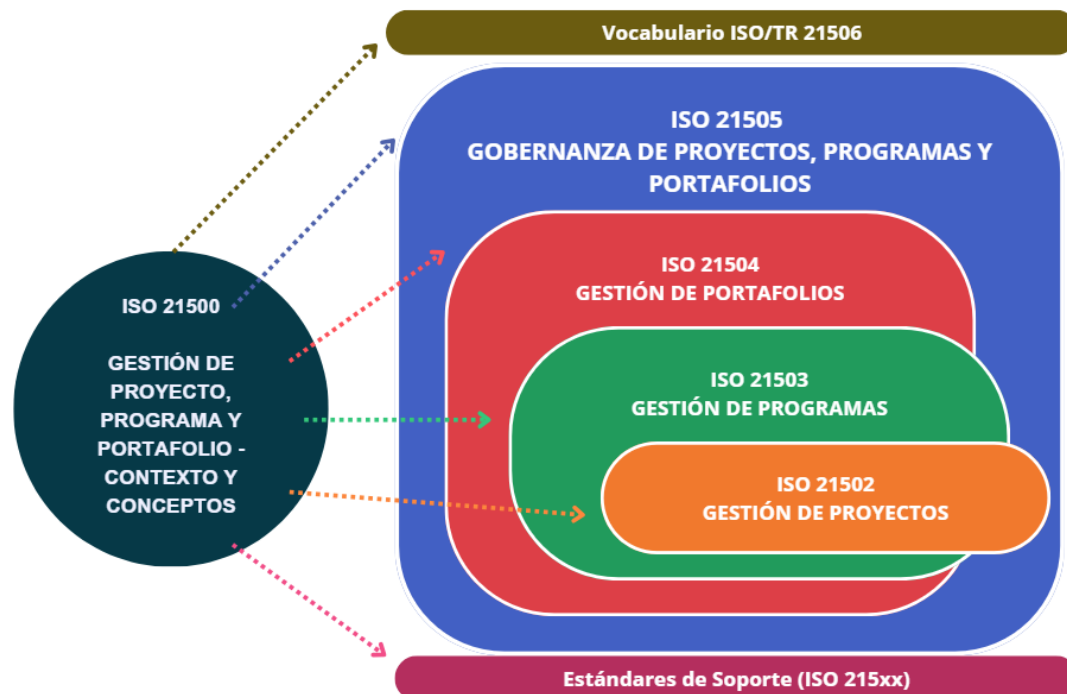 Vocabulario ISO/TR 21506
ISO 21505
GOBERNANZA DE PROYECTOS, PROGRAMAS Y
PORTAFOLIOS
ISO 21504
GESTIÓN DE PORTAFOLIOS
ISO 21500
GESTIÓN DE
PROYECTO,
PROGRAMA Y
PORTAFOLIO -
CONTEXTO Y
CONCEPTOS
ISO 21503
GESTIÓN DE PROGRAMAS
ISO 21502
GESTIÓN DE PROYECTOS
Estándares de Soporte (ISO 215xx)